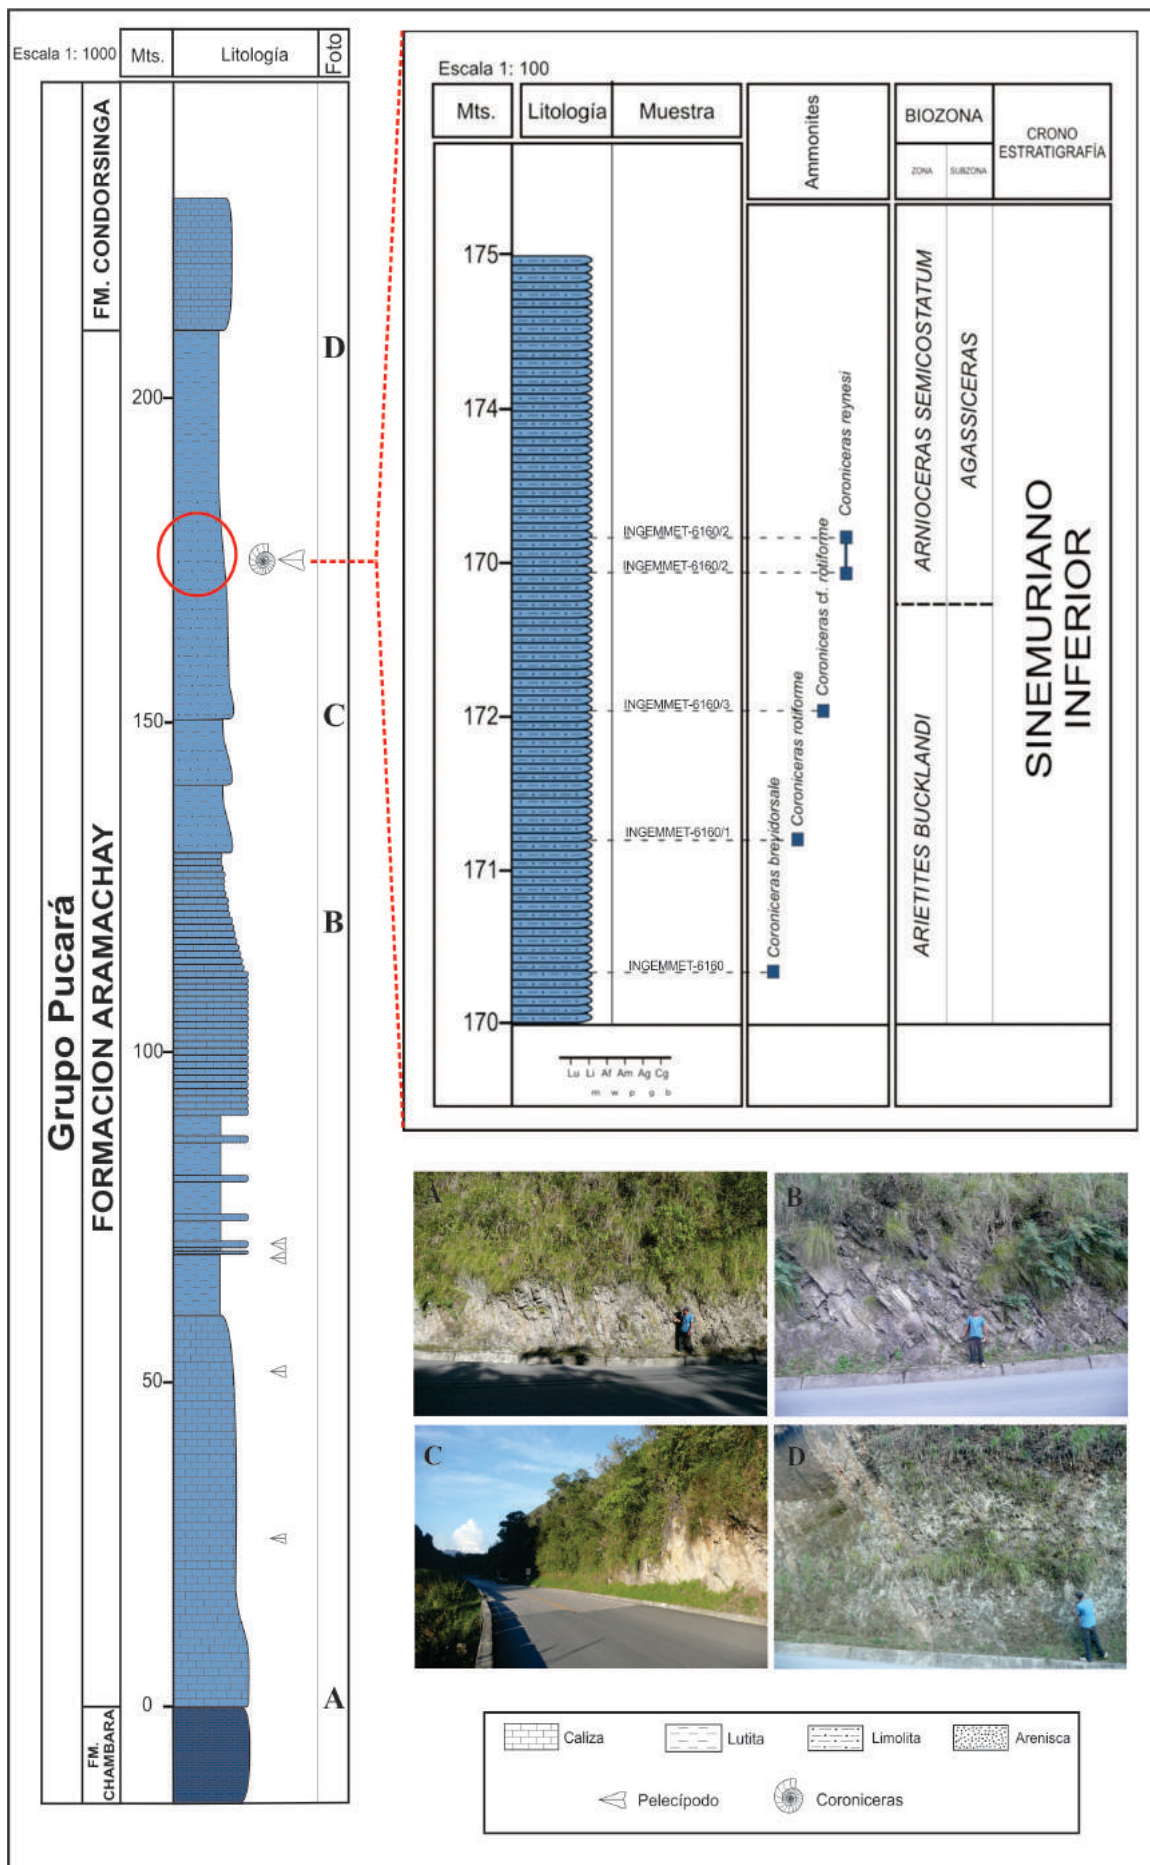 Escala 1: 1000
Mts.
Litología
Foto
Grupo Pucará
FM. CONDORSINGA
FORMACION ARAMACHAY
FM. CHAMBARA
200
150
100
50
0
D
C
B
A
Escala 1: 100
Mts.
Litología
Muestra
Ammonites
BIOZONA
ZONA
SUBZONA
CRONO
ESTRATIGRAFÍA
175
174
170
172
171
170
INGEMMET-6160/2
INGEMMET-6160/2
INGEMMET-6160/3
INGEMMET-6160/1
INGEMMET-6160
Coroniceras reynesi
Coroniceras cf. rotiforme
Coroniceras rotiforme
Coroniceras brevidorsale
ARNIOCERAS SEMICOSTATUM
AGASSICERAS
ARIETITES BUCKLANDI
SINEMURIANO
INFERIOR
Lu Li Af Am Ag Cg
m w p g b
A
B
C
D
Caliza
Lutita
Limolita
Arenisca
Pelecípodo
Coroniceras